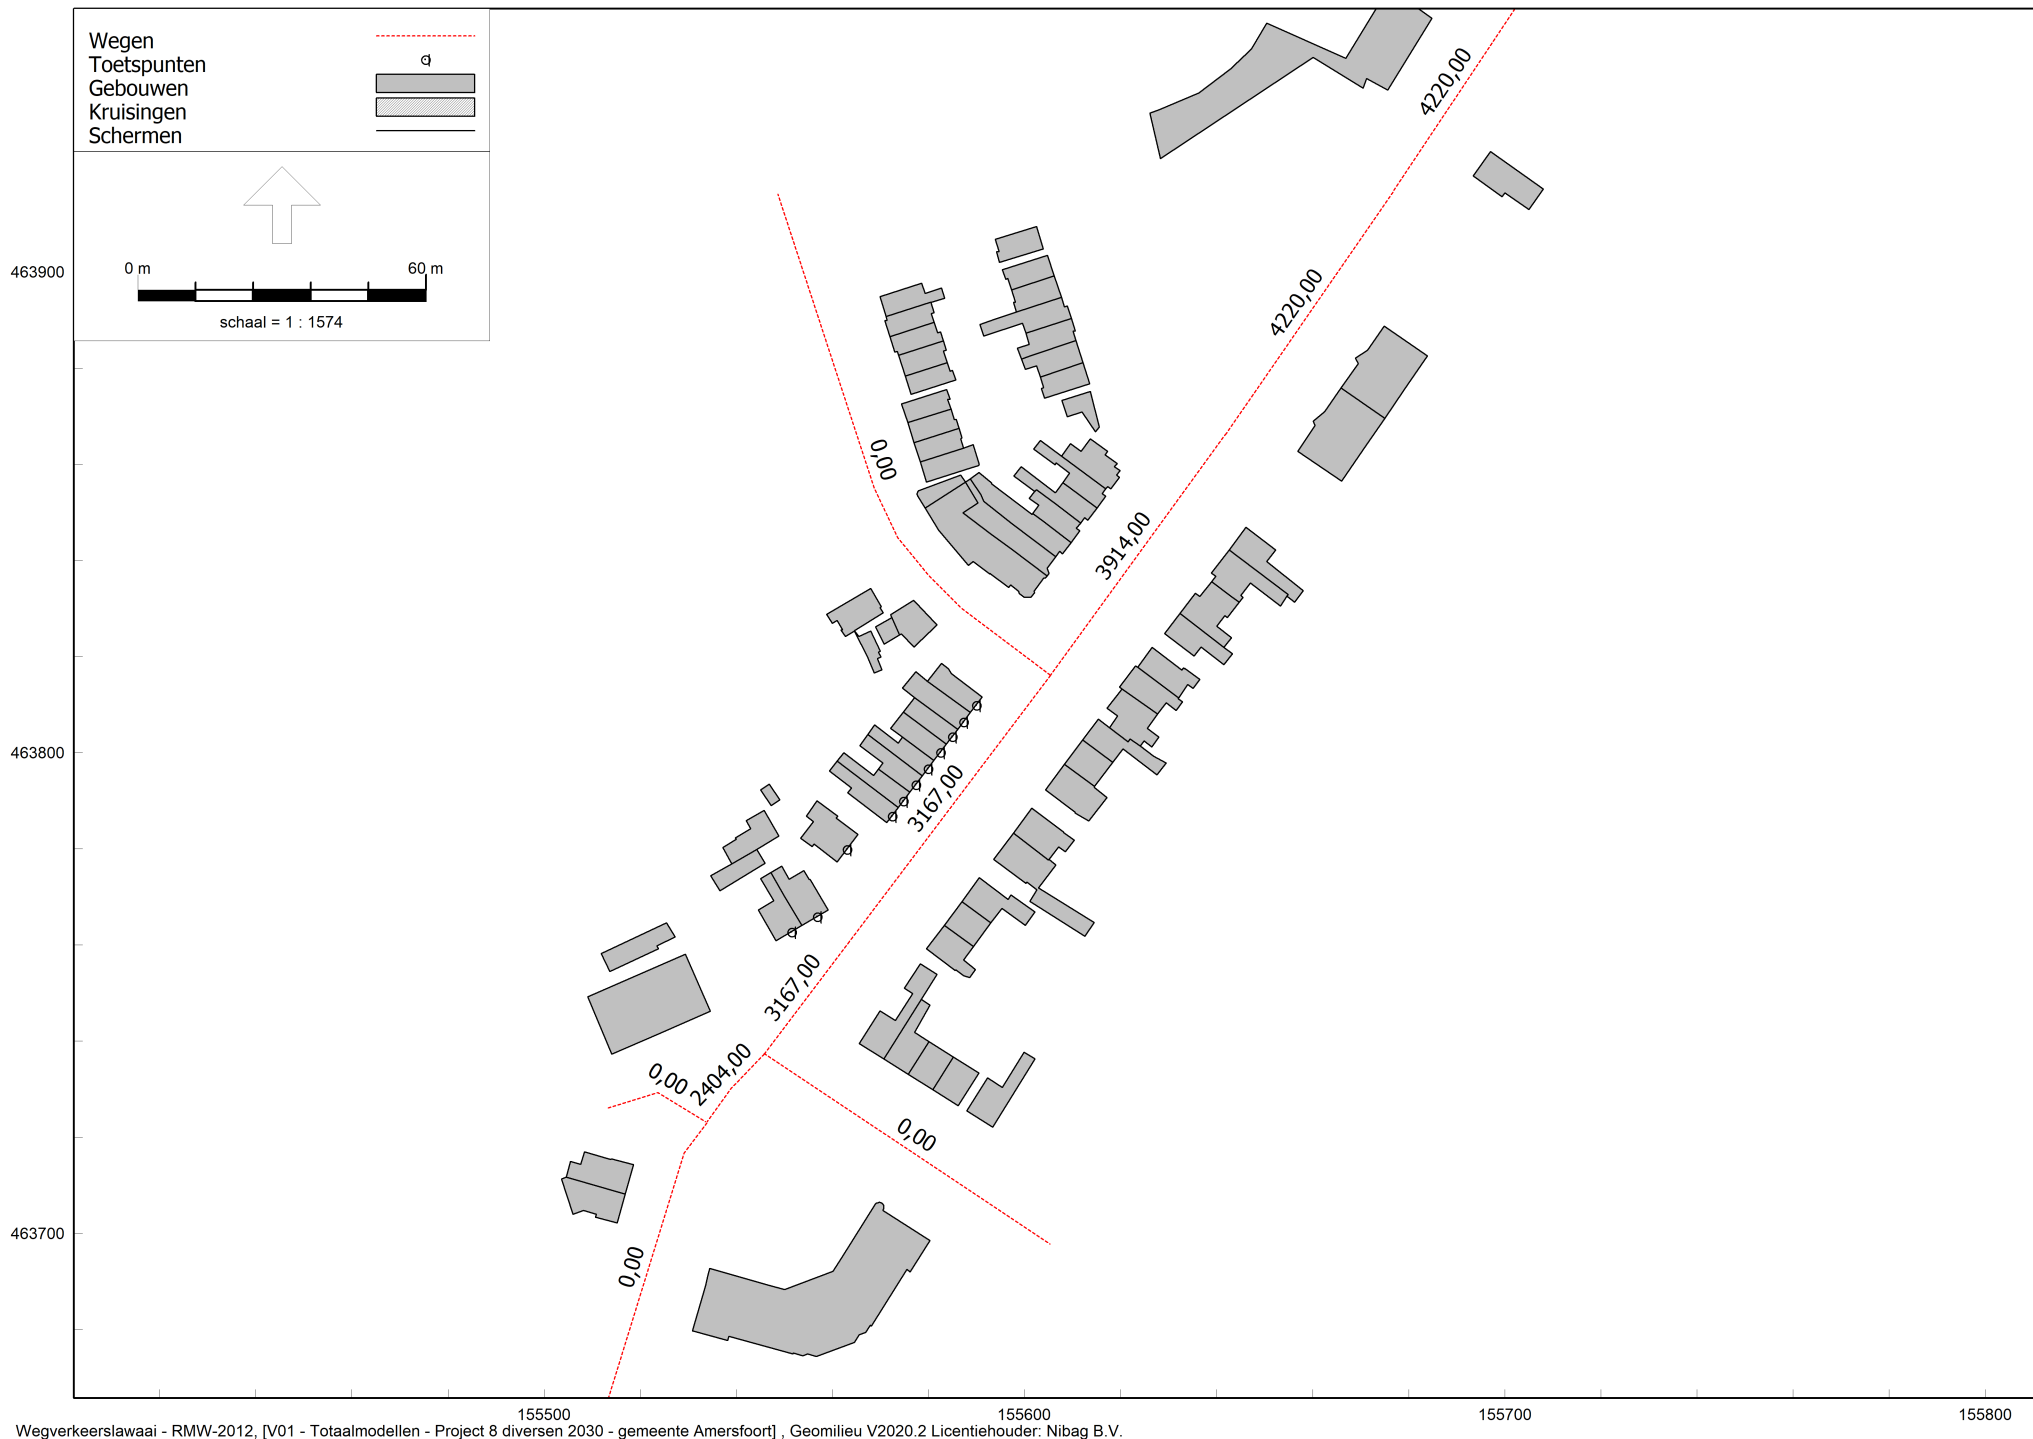 Wegen
Toetspunten
Gebouwen
Kruisingen
Schermen
0 m 60 m
schaal = 1 : 1574
4220,00
463900
4220,00
0,00
3914,00
463800
3167,00
3167,00
2404,00
0,00
0,00
463700
0,00
155500 155600 155700 155800
Wegverkeerslawaai - RMW-2012, [V01 - Totaalmodellen - Project 8 diversen 2030 - gemeente Amersfoort] , Geomilieu V2020.2 Licentiehouder: Nibag B.V.